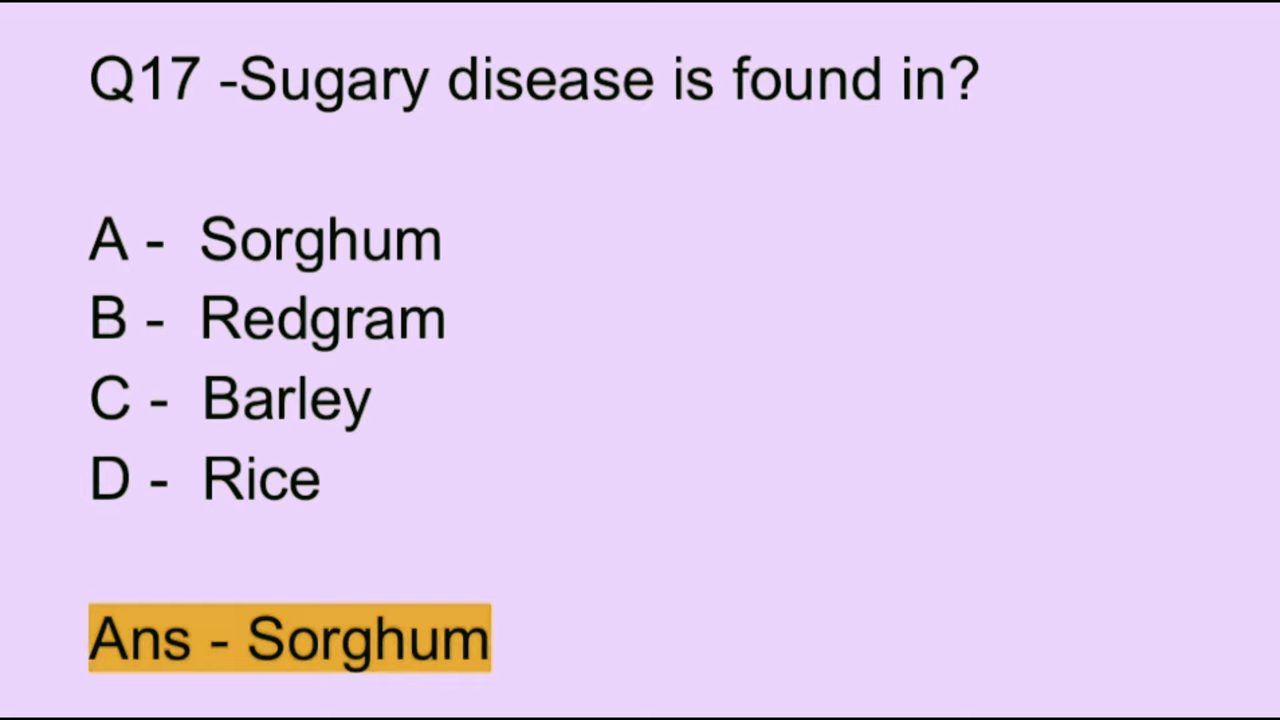 Q17 -Sugary disease is found in?
A - Sorghum
B - Redgram
C - Barley
D - Rice
Ans - Sorghum